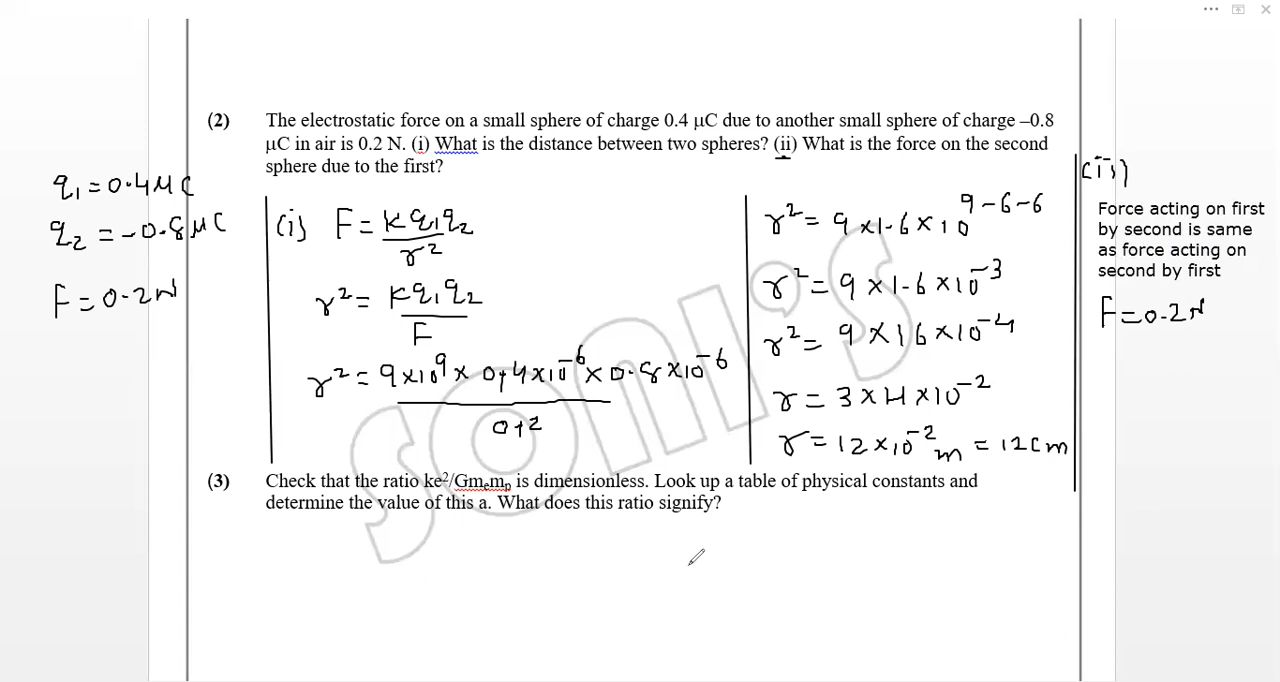 (2) The electrostatic force on a small sphere of charge 0.4 μC due to another small sphere of charge –0.8
μC in air is 0.2 N. (i) What is the distance between two spheres? (ii) What is the force on the second
sphere due to the first?
q₁ = 0.4 μC
q₂ = -0.8 μC
F = 0.2 N
(i) F = kq₁q₂/r²
r² = kq₁q₂/F
r² = 9×10⁹ × 0.4×10⁻⁶ × 0.8×10⁻⁶ / 0.2
r² = 9 × 1.6 × 10⁹⁻⁶⁻⁶
r² = 9 × 1.6 × 10⁻³
r² = 9 × 16 × 10⁻⁴
r = 3 × 4 × 10⁻²
r = 12 × 10⁻² m = 12 cm
(ii)
Force acting on first
by second is same
as force acting on
second by first
F = 0.2 N
(3) Check that the ratio ke²/Gmₑmₚ is dimensionless. Look up a table of physical constants and
determine the value of this a. What does this ratio signify?
SONI'S